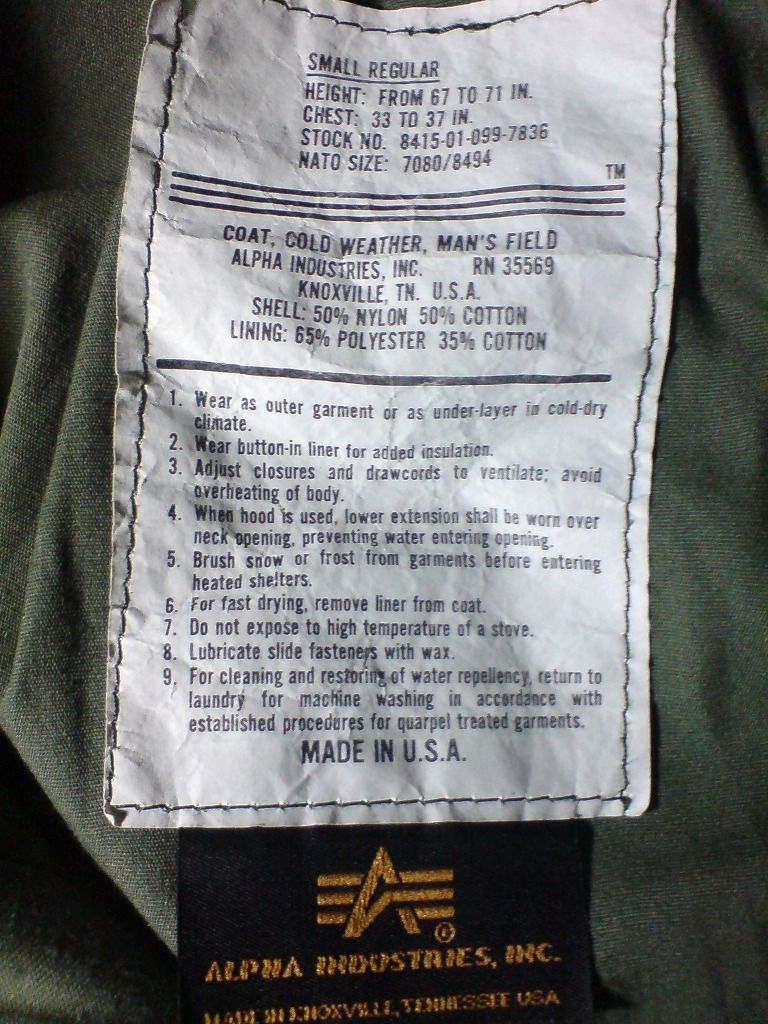 SMALL REGULAR
HEIGHT: FROM 67 TO 71 IN.
CHEST: 33 TO 37 IN.
STOCK NO. 8415-01-099-7836
NATO SIZE: 7080/8494
TM
COAT, COLD WEATHER, MAN'S FIELD
ALPHA INDUSTRIES, INC. RN 35569
KNOXVILLE, TN. U.S.A.
SHELL: 50% NYLON 50% COTTON
LINING: 65% POLYESTER 35% COTTON
1. Wear as outer garment or as under-layer in cold-dry
climate.
2. Wear button-in liner for added insulation.
3. Adjust closures and drawcords to ventilate; avoid
overheating of body.
4. When hood is used, lower extension shall be worn over
neck opening, preventing water entering opening.
5. Brush snow or frost from garments before entering
heated shelters.
6. For fast drying, remove liner from coat.
7. Do not expose to high temperature of a stove.
8. Lubricate slide fasteners with wax.
9. For cleaning and restoring of water repellency, return to
laundry for machine washing in accordance with
established procedures for quarpel treated garments.
MADE IN U.S.A.
®
ALPHA INDUSTRIES, INC.
MADE IN KNOXVILLE, TENNESSEE USA